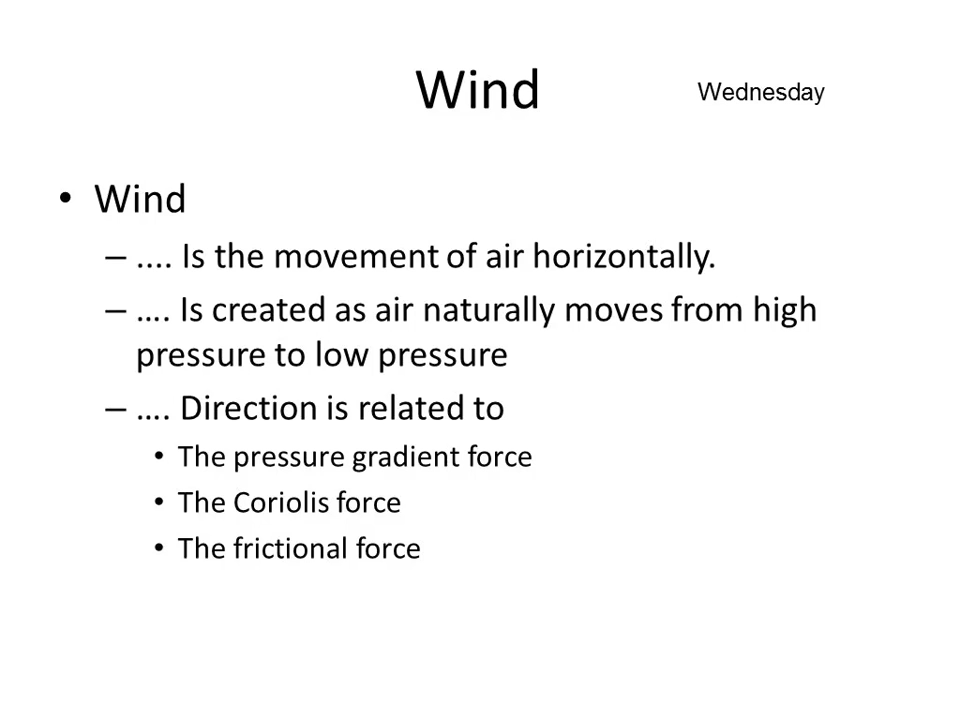 Wind
Wednesday
• Wind
– .... Is the movement of air horizontally.
– …. Is created as air naturally moves from high
pressure to low pressure
– …. Direction is related to
• The pressure gradient force
• The Coriolis force
• The frictional force